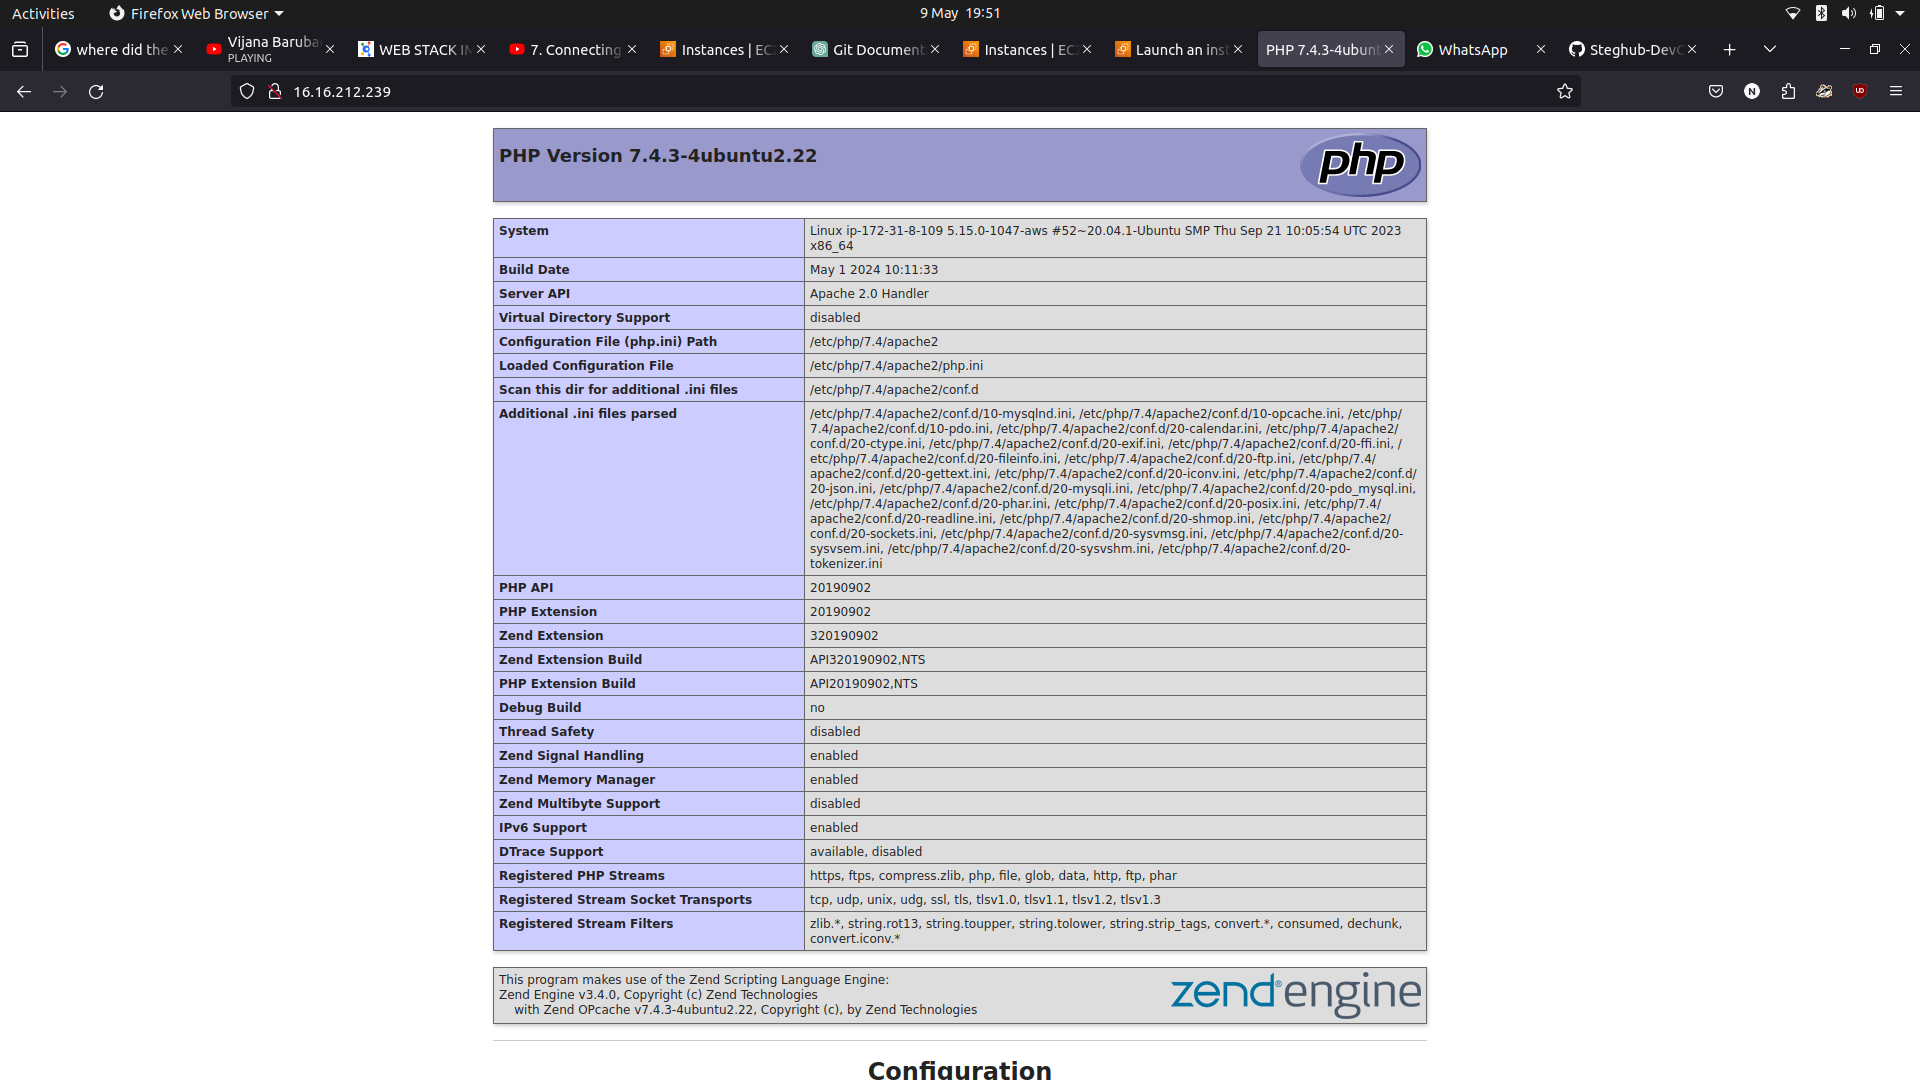 Activities
Firefox Web Browser
9 May 19:51
where did the
Vijana Baruba
PLAYING
WEB STACK IM
7. Connecting
Instances | EC2
Git Document
Instances | EC2
Launch an inst
PHP 7.4.3-4ubunt
WhatsApp
Steghub-DevO
16.16.212.239
N
UD
PHP Version 7.4.3-4ubuntu2.22
php
System
Linux ip-172-31-8-109 5.15.0-1047-aws #52~20.04.1-Ubuntu SMP Thu Sep 21 10:05:54 UTC 2023
x86_64
Build Date
May 1 2024 10:11:33
Server API
Apache 2.0 Handler
Virtual Directory Support
disabled
Configuration File (php.ini) Path
/etc/php/7.4/apache2
Loaded Configuration File
/etc/php/7.4/apache2/php.ini
Scan this dir for additional .ini files
/etc/php/7.4/apache2/conf.d
Additional .ini files parsed
/etc/php/7.4/apache2/conf.d/10-mysqlnd.ini, /etc/php/7.4/apache2/conf.d/10-opcache.ini, /etc/php/
7.4/apache2/conf.d/10-pdo.ini, /etc/php/7.4/apache2/conf.d/20-calendar.ini, /etc/php/7.4/apache2/
conf.d/20-ctype.ini, /etc/php/7.4/apache2/conf.d/20-exif.ini, /etc/php/7.4/apache2/conf.d/20-ffi.ini, /
etc/php/7.4/apache2/conf.d/20-fileinfo.ini, /etc/php/7.4/apache2/conf.d/20-ftp.ini, /etc/php/7.4/
apache2/conf.d/20-gettext.ini, /etc/php/7.4/apache2/conf.d/20-iconv.ini, /etc/php/7.4/apache2/conf.d/
20-json.ini, /etc/php/7.4/apache2/conf.d/20-mysqli.ini, /etc/php/7.4/apache2/conf.d/20-pdo_mysql.ini,
/etc/php/7.4/apache2/conf.d/20-phar.ini, /etc/php/7.4/apache2/conf.d/20-posix.ini, /etc/php/7.4/
apache2/conf.d/20-readline.ini, /etc/php/7.4/apache2/conf.d/20-shmop.ini, /etc/php/7.4/apache2/
conf.d/20-sockets.ini, /etc/php/7.4/apache2/conf.d/20-sysvmsg.ini, /etc/php/7.4/apache2/conf.d/20-
sysvsem.ini, /etc/php/7.4/apache2/conf.d/20-sysvshm.ini, /etc/php/7.4/apache2/conf.d/20-
tokenizer.ini
PHP API
20190902
PHP Extension
20190902
Zend Extension
320190902
Zend Extension Build
API320190902,NTS
PHP Extension Build
API20190902,NTS
Debug Build
no
Thread Safety
disabled
Zend Signal Handling
enabled
Zend Memory Manager
enabled
Zend Multibyte Support
disabled
IPv6 Support
enabled
DTrace Support
available, disabled
Registered PHP Streams
https, ftps, compress.zlib, php, file, glob, data, http, ftp, phar
Registered Stream Socket Transports
tcp, udp, unix, udg, ssl, tls, tlsv1.0, tlsv1.1, tlsv1.2, tlsv1.3
Registered Stream Filters
zlib.*, string.rot13, string.toupper, string.tolower, string.strip_tags, convert.*, consumed, dechunk,
convert.iconv.*
This program makes use of the Zend Scripting Language Engine:
Zend Engine v3.4.0, Copyright (c) Zend Technologies
with Zend OPcache v7.4.3-4ubuntu2.22, Copyright (c), by Zend Technologies
zend® engine
Configuration